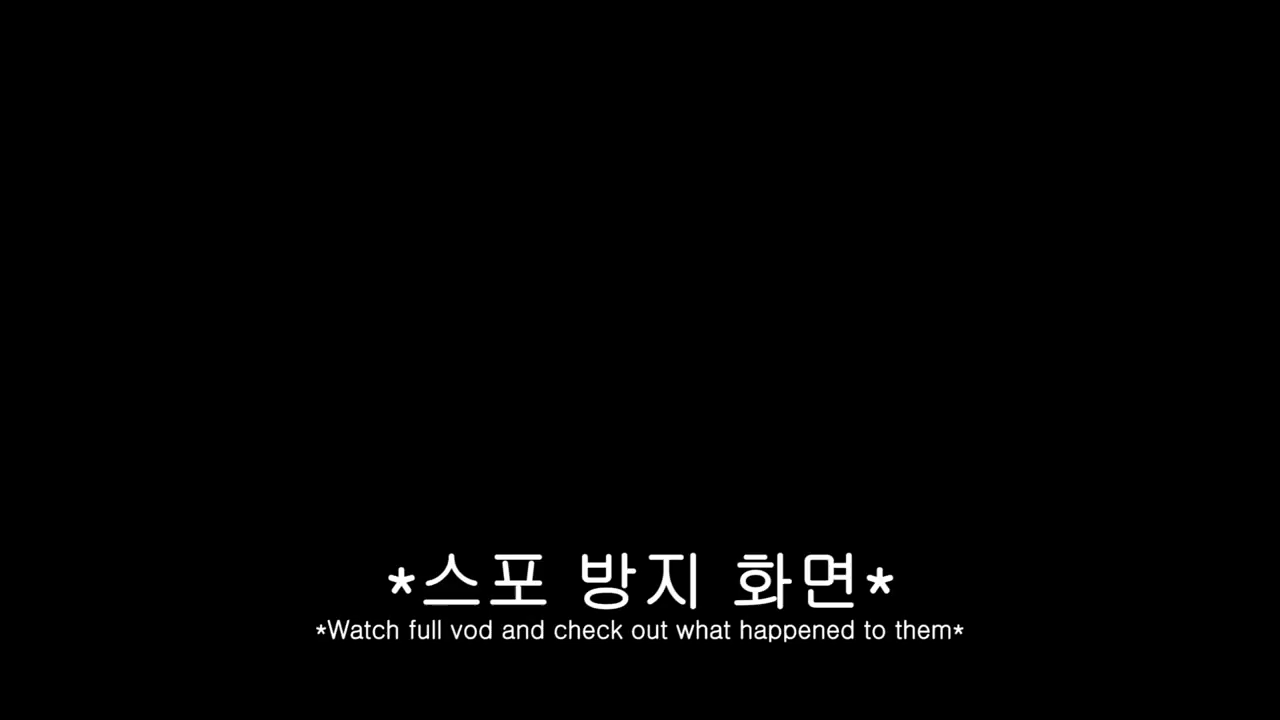 *스포 방지 화면*
*Watch full vod and check out what happened to them*